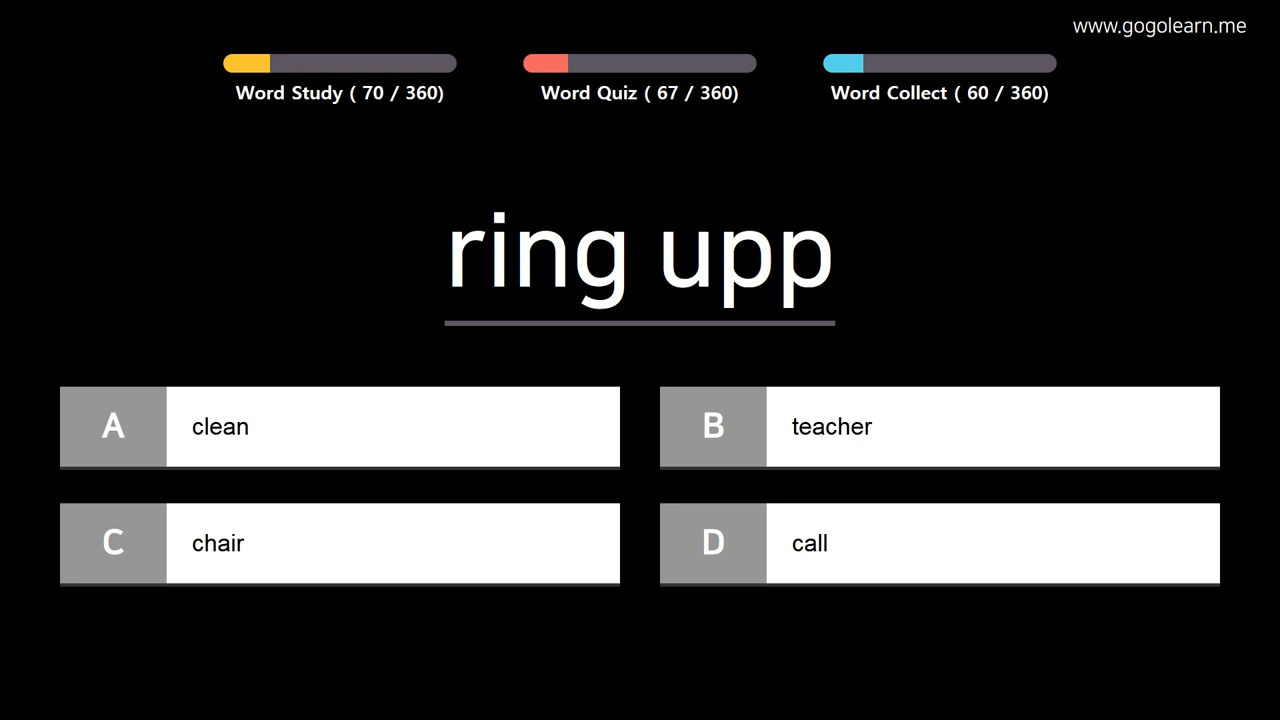 www.gogolearn.me
Word Study ( 70 / 360)
Word Quiz ( 67 / 360)
Word Collect ( 60 / 360)
ring upp
A clean
B teacher
C chair
D call